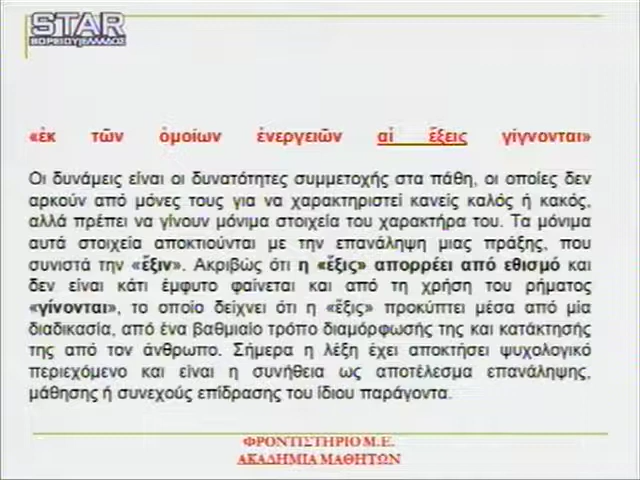 STAR
ΒΟΡΕΙΟΥ ΕΛΛΑΔΟΣ
«ἐκ τῶν ὁμοίων ἐνεργειῶν αἱ ἕξεις γίγνονται»
Οι δυνάμεις είναι οι δυνατότητες συμμετοχής στα πάθη, οι οποίες δεν
αρκούν από μόνες τους για να χαρακτηριστεί κανείς καλός ή κακός,
αλλά πρέπει να γίνουν μόνιμα στοιχεία του χαρακτήρα του. Τα μόνιμα
αυτά στοιχεία αποκτιούνται με την επανάληψη μιας πράξης, που
συνιστά την «ἕξιν». Ακριβώς ότι η «ἕξις» απορρέει από εθισμό και
δεν είναι κάτι έμφυτο φαίνεται και από τη χρήση του ρήματος
«γίνονται», το οποίο δείχνει ότι η «ἕξις» προκύπτει μέσα από μία
διαδικασία, από ένα βαθμιαίο τρόπο διαμόρφωσής της και κατάκτησής
της από τον άνθρωπο. Σήμερα η λέξη έχει αποκτήσει ψυχολογικό
περιεχόμενο και είναι η συνήθεια ως αποτέλεσμα επανάληψης,
μάθησης ή συνεχούς επίδρασης του ίδιου παράγοντα.
ΦΡΟΝΤΙΣΤΗΡΙΟ Μ.Ε.
ΑΚΑΔΗΜΙΑ ΜΑΘΗΤΩΝ